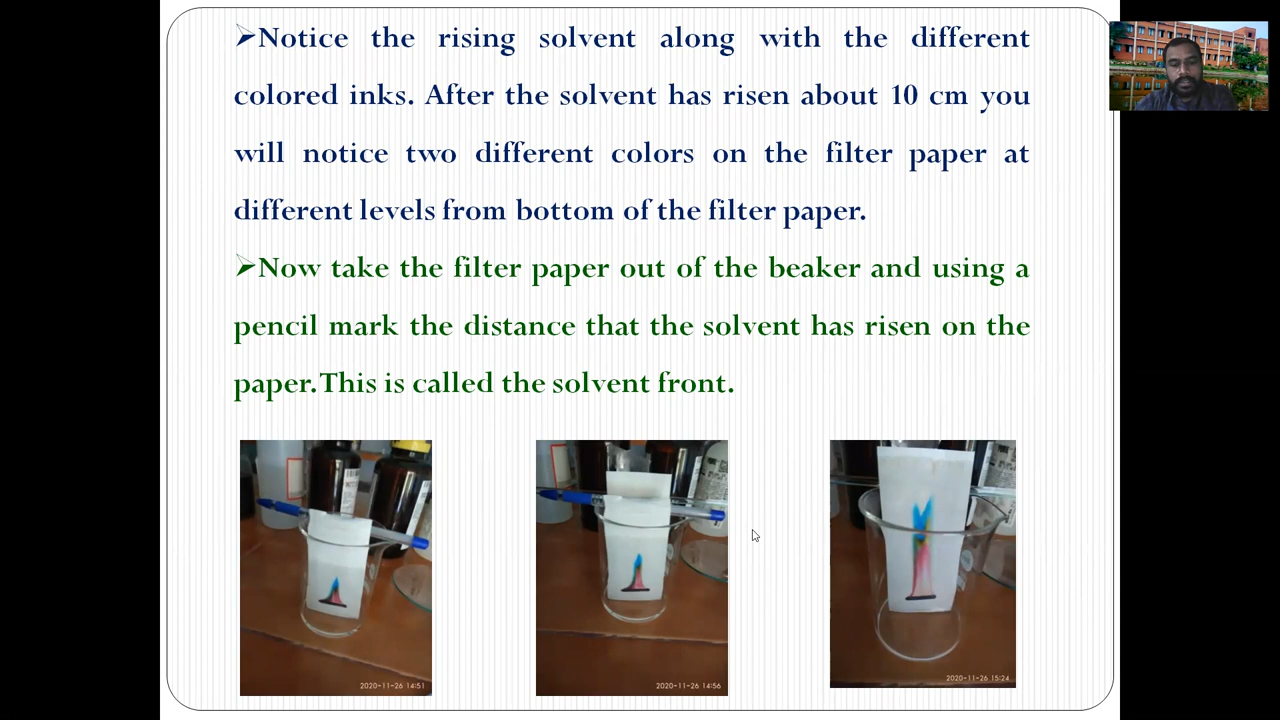 ➢Notice the rising solvent along with the different
colored inks. After the solvent has risen about 10 cm you
will notice two different colors on the filter paper at
different levels from bottom of the filter paper.
➢Now take the filter paper out of the beaker and using a
pencil mark the distance that the solvent has risen on the
paper. This is called the solvent front.
2020-11-26 14:51
2020-11-26 14:56
2020-11-26 15:24